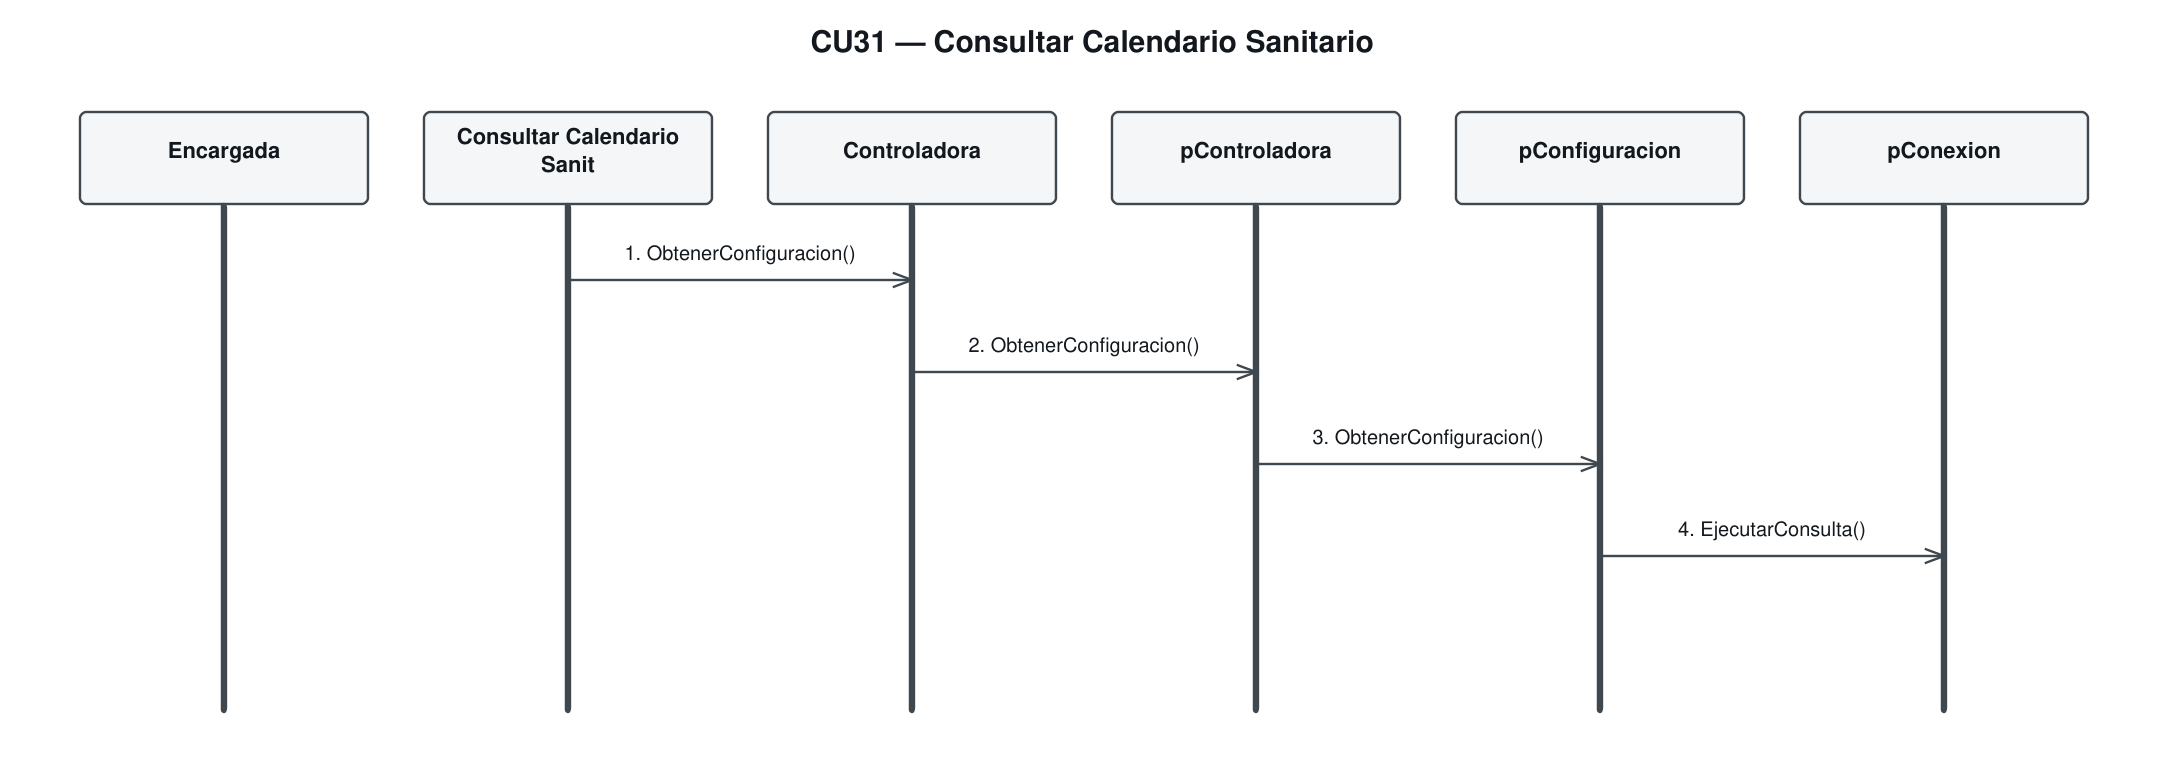 CU31 — Consultar Calendario Sanitario
Encargada
Consultar Calendario
Sanit
Controladora
pControladora
pConfiguracion
pConexion
1. ObtenerConfiguracion()
2. ObtenerConfiguracion()
3. ObtenerConfiguracion()
4. EjecutarConsulta()